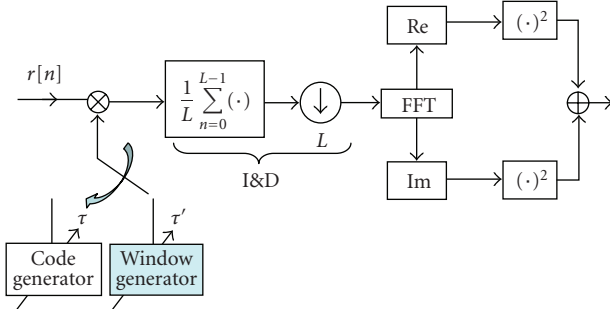 r[n]
1/L
L−1
∑
n=0
(·)
↓
L
I&D
FFT
Re
(·)²
Im
(·)²
τ
τ′
Code
generator
Window
generator